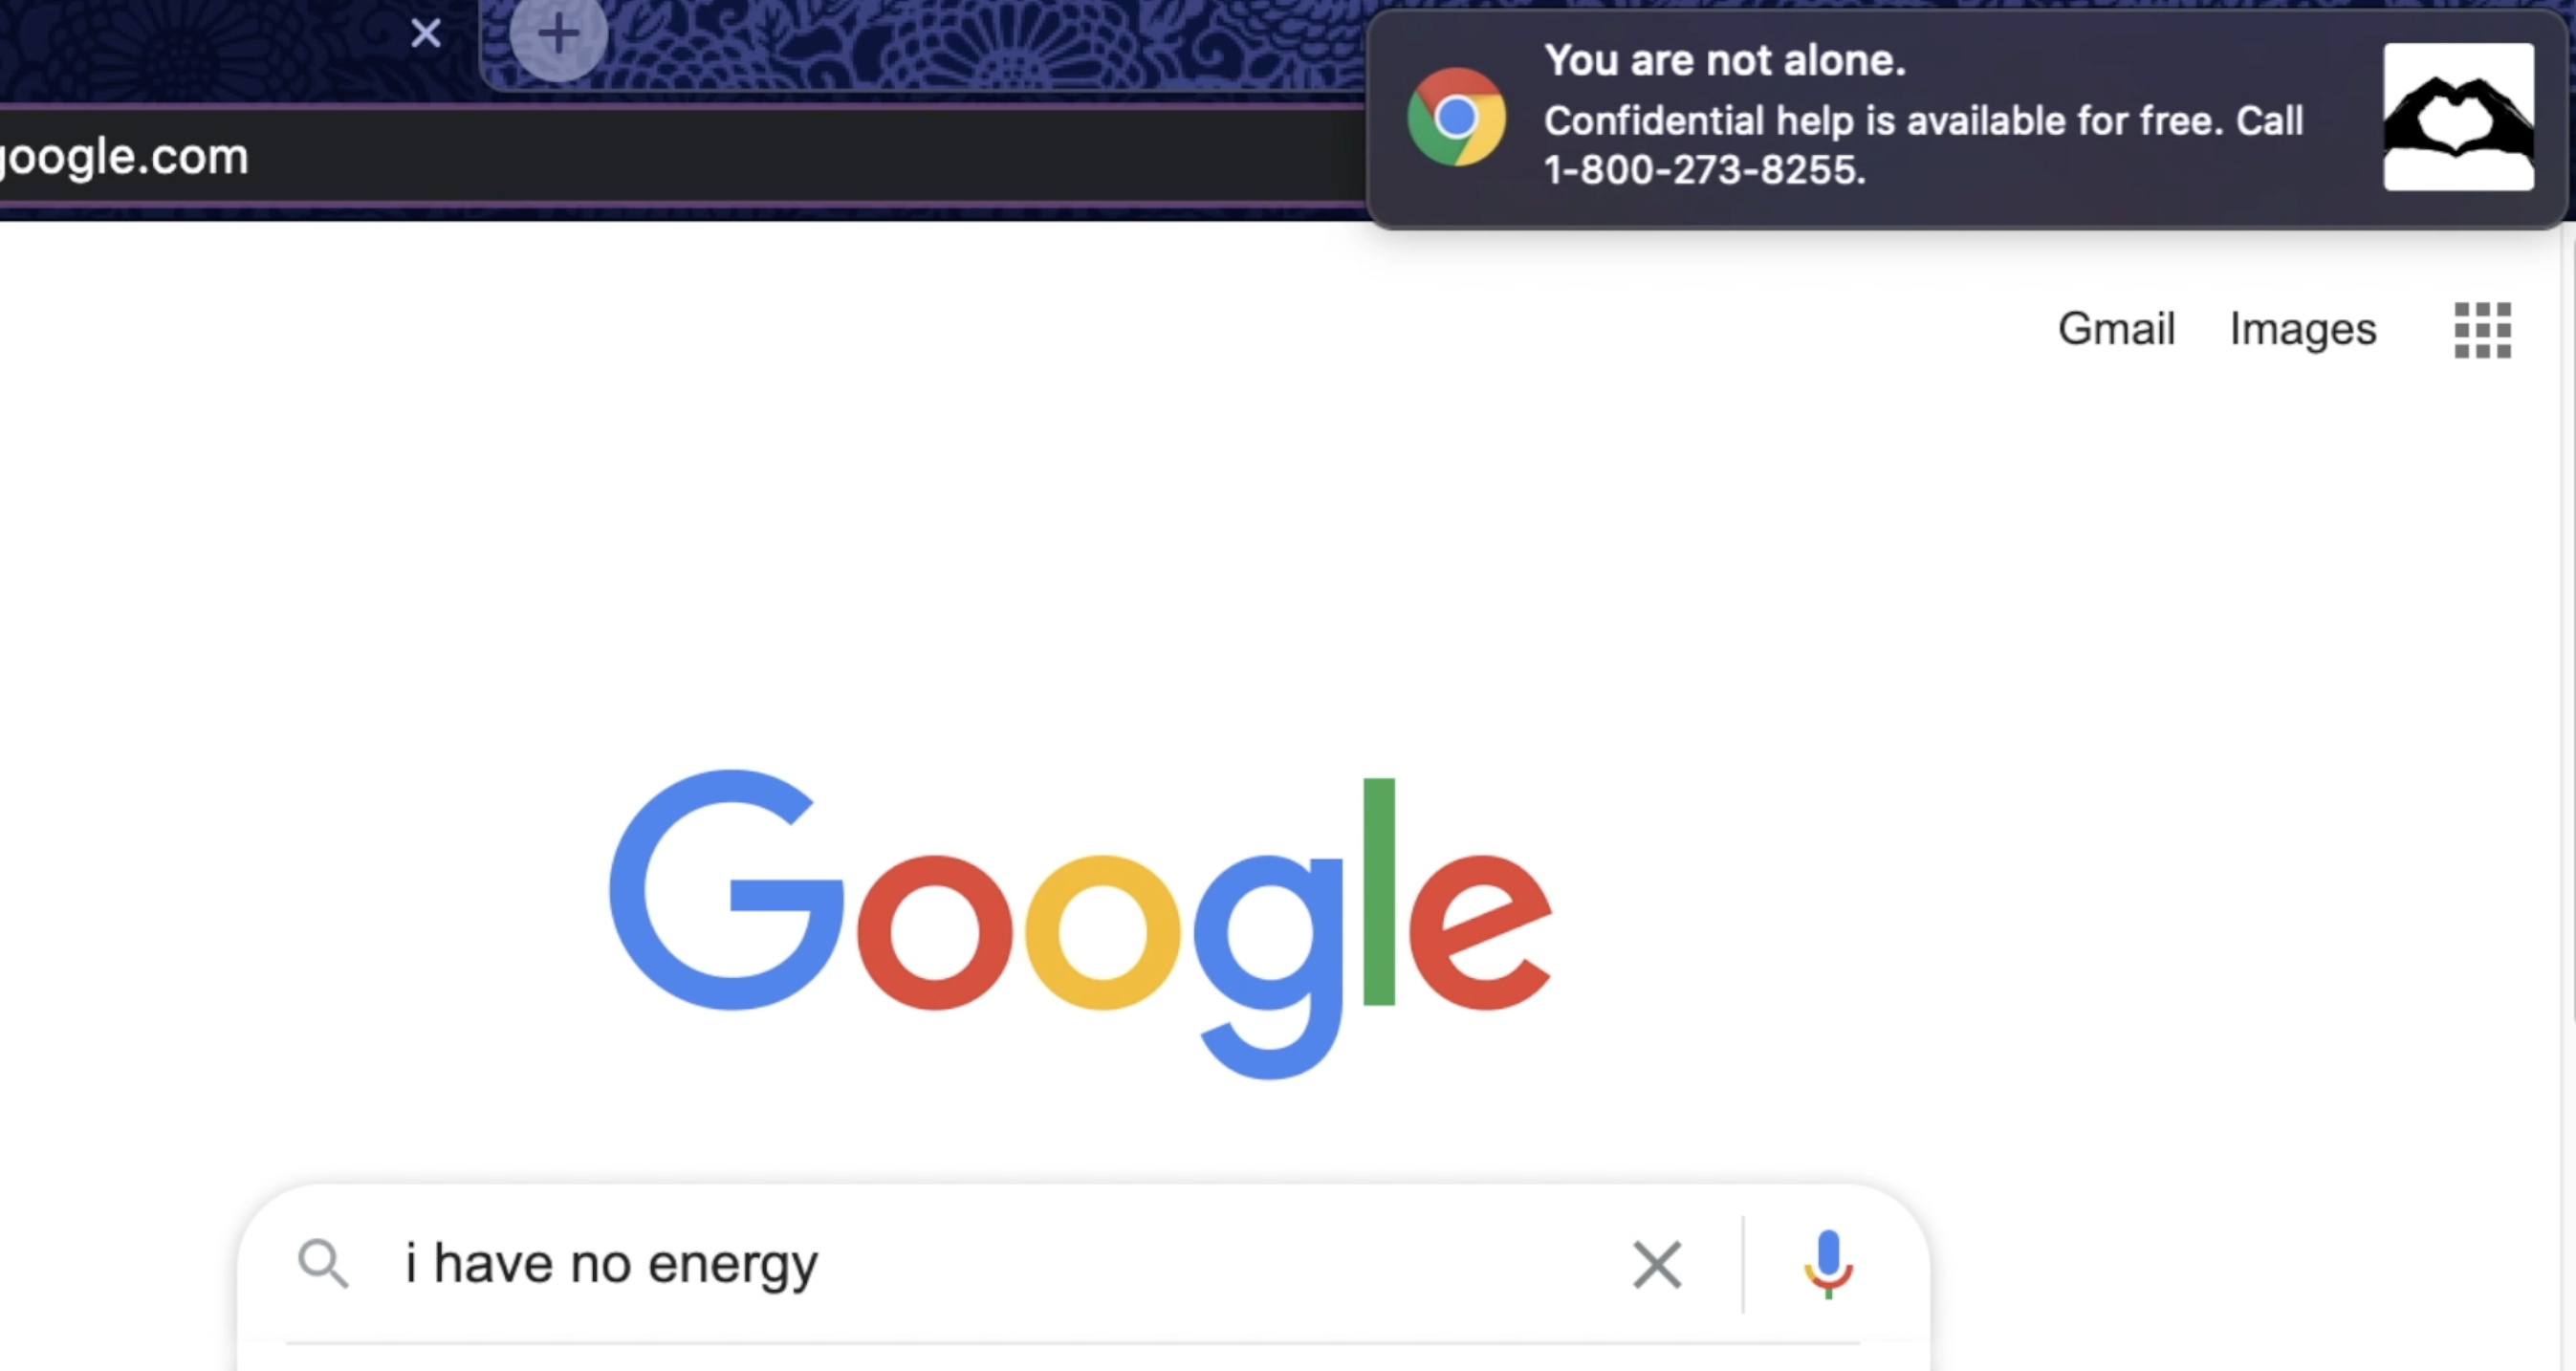 You are not alone.
Confidential help is available for free. Call
1-800-273-8255.
google.com
Gmail Images
Google
i have no energy